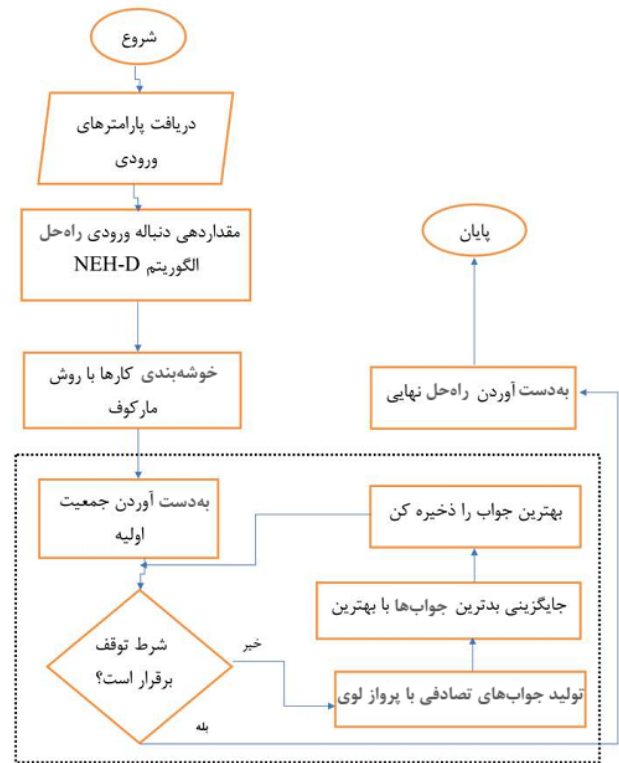 شروع
دریافت پارامترهای
ورودی
مقداردهی دنباله ورودی راه‌حل
الگوریتم NEH-D
خوشه‌بندی کارها با روش
مارکوف
به‌دست آوردن جمعیت
اولیه
شرط توقف
برقرار است؟
خیر
بله
تولید جواب‌های تصادفی با پرواز لوی
جایگزینی بدترین جواب‌ها با بهترین
بهترین جواب را ذخیره کن
به‌دست آوردن راه‌حل نهایی
پایان